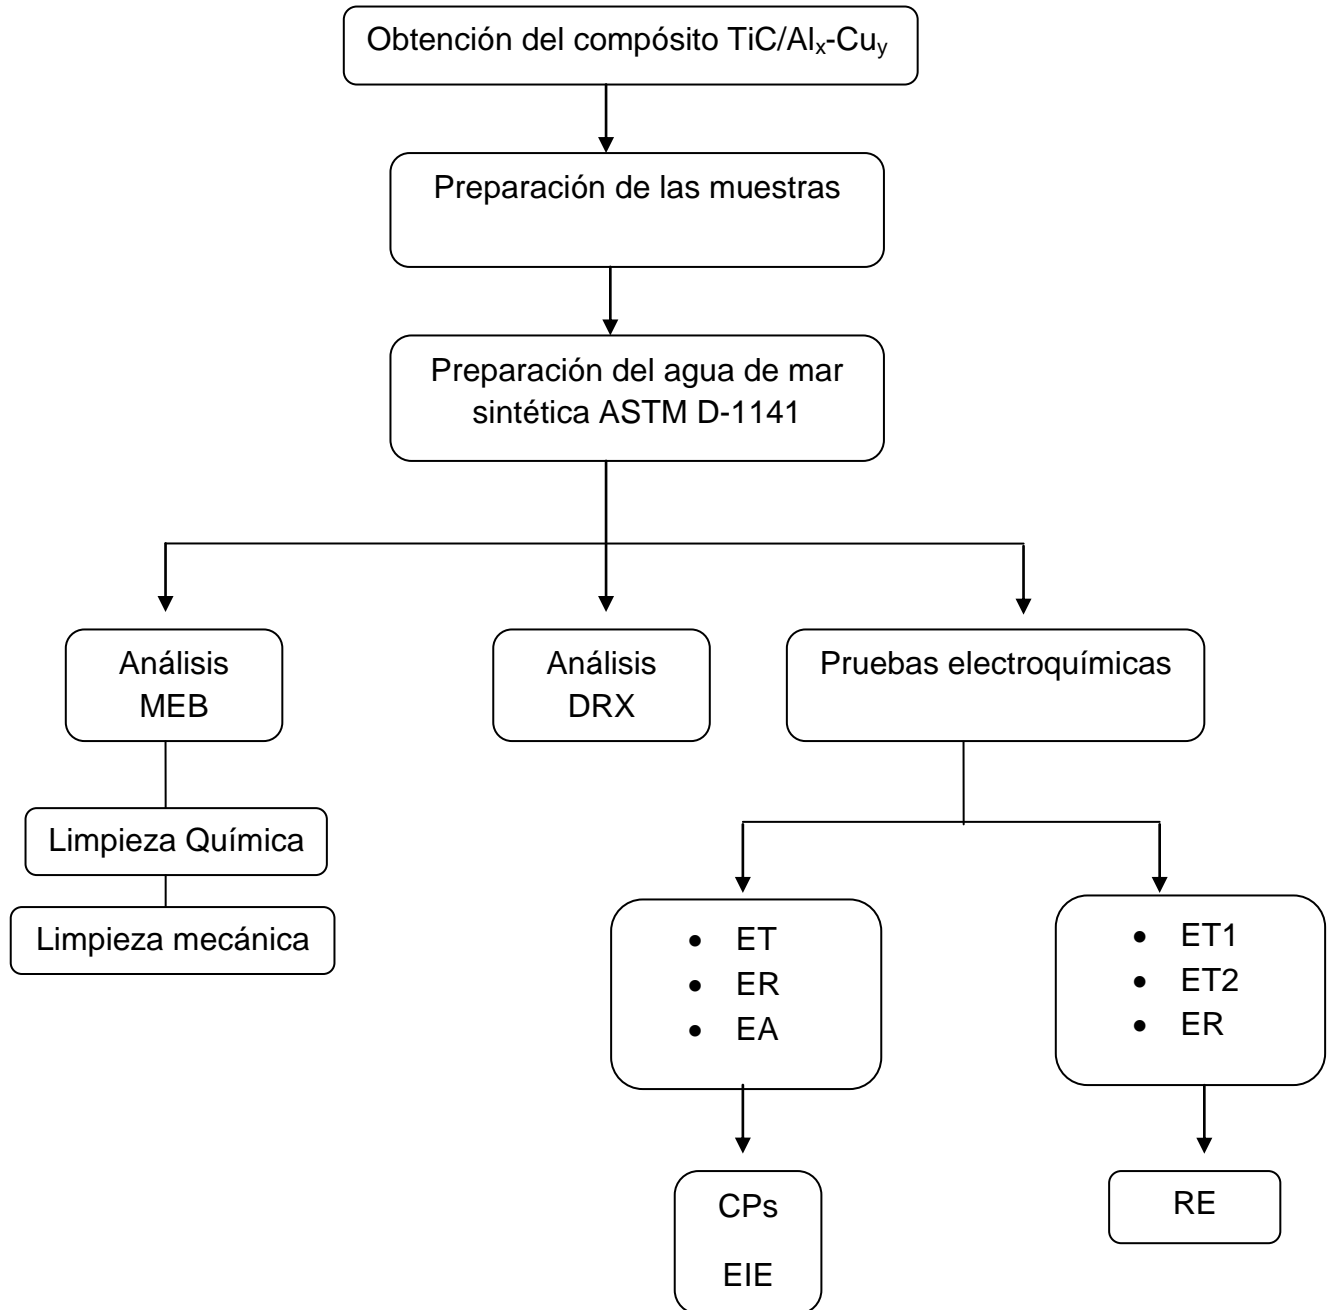 Obtención del compósito TiC/Alx-Cuy
Preparación de las muestras
Preparación del agua de mar
sintética ASTM D-1141
Análisis
MEB
Análisis
DRX
Pruebas electroquímicas
Limpieza Química
Limpieza mecánica
• ET
• ER
• EA
• ET1
• ET2
• ER
CPs
EIE
RE